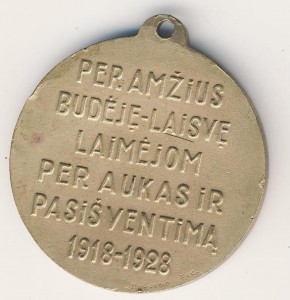 PER AMŽIUS
BUDĖJĘ-LAISVĘ
LAIMĖJOM
PER AUKAS IR
PASIŠVENTIMĄ
1918-1928